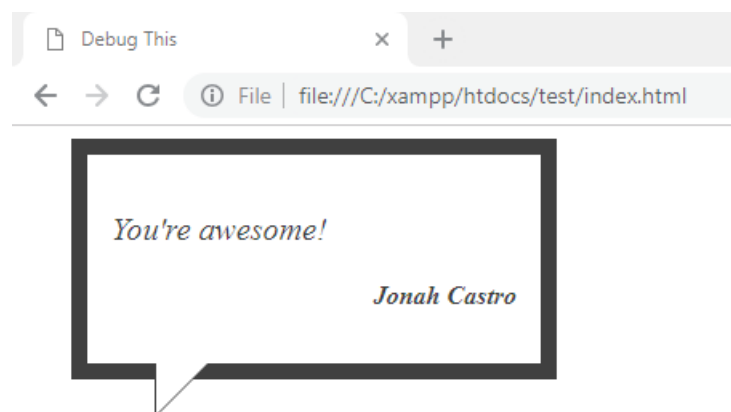 Debug This
File | file:///C:/xampp/htdocs/test/index.html
You're awesome!
Jonah Castro